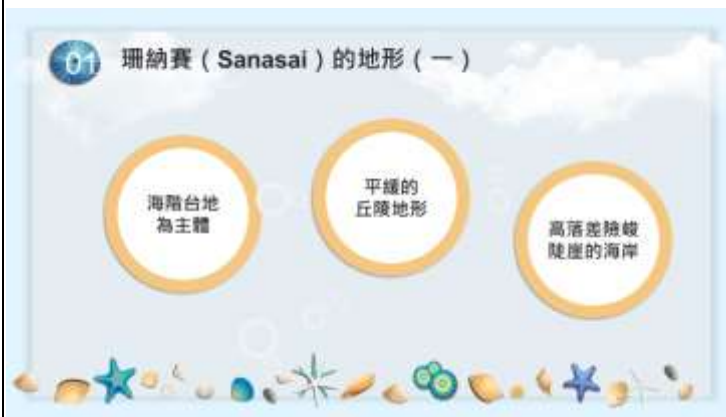 01
珊納賽（Sanasai）的地形（一）
海階台地
為主體
平緩的
丘陵地形
高落差險峻
陡崖的海岸